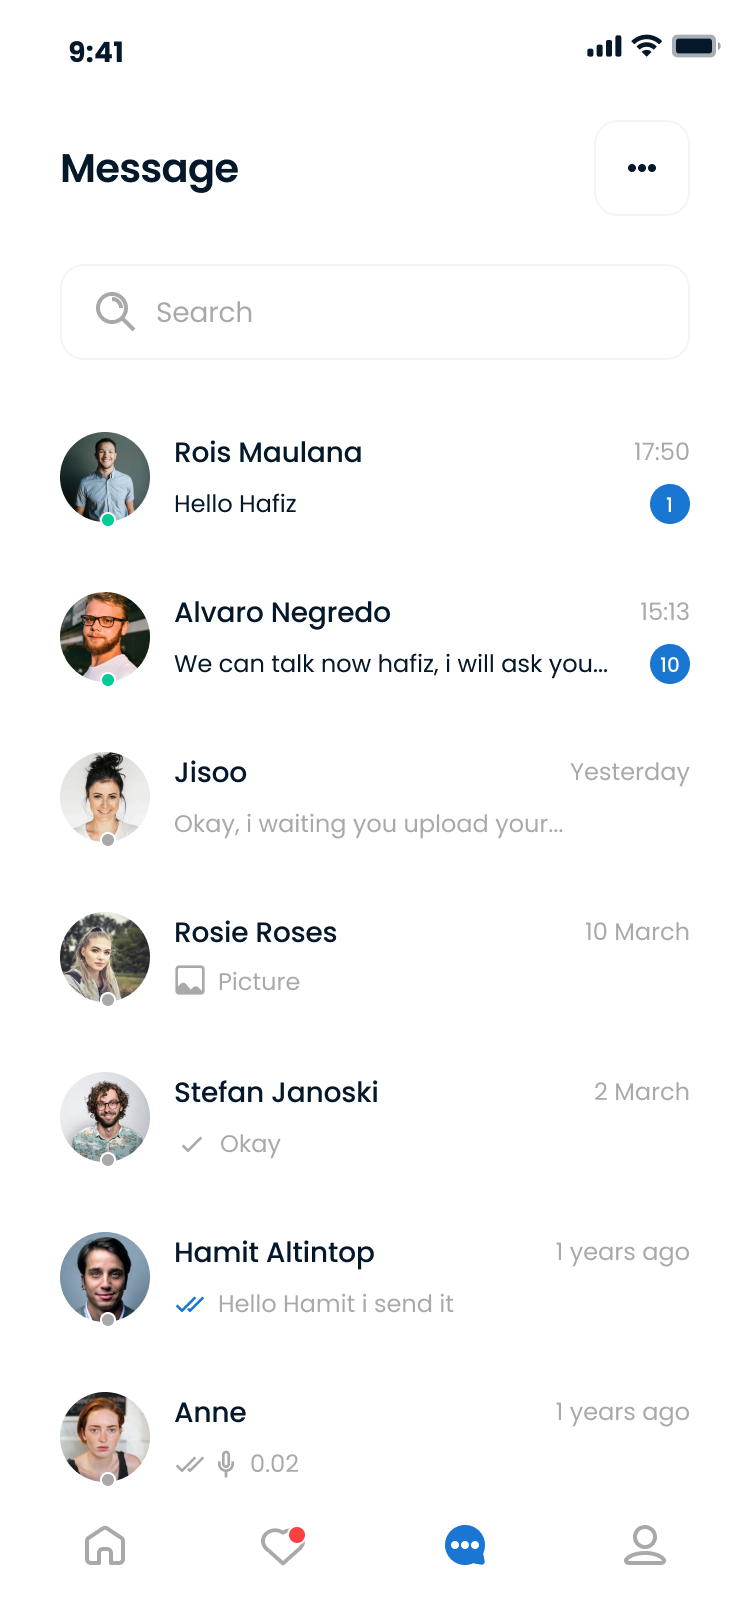 9:41
Message
Search
Rois Maulana
17:50
Hello Hafiz
1
Alvaro Negredo
15:13
We can talk now hafiz, i will ask you...
10
Jisoo
Yesterday
Okay, i waiting you upload your...
Rosie Roses
10 March
Picture
Stefan Janoski
2 March
Okay
Hamit Altintop
1 years ago
Hello Hamit i send it
Anne
1 years ago
0.02